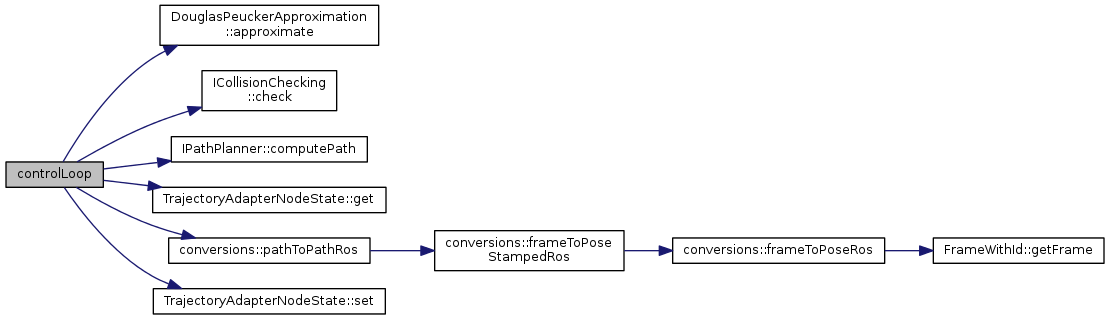 DouglasPeuckerApproximation
::approximate
ICollisionChecking
::check
IPathPlanner::computePath
controlLoop
TrajectoryAdapterNodeState::get
conversions::pathToPathRos
conversions::frameToPose
StampedRos
conversions::frameToPoseRos
FrameWithId::getFrame
TrajectoryAdapterNodeState::set